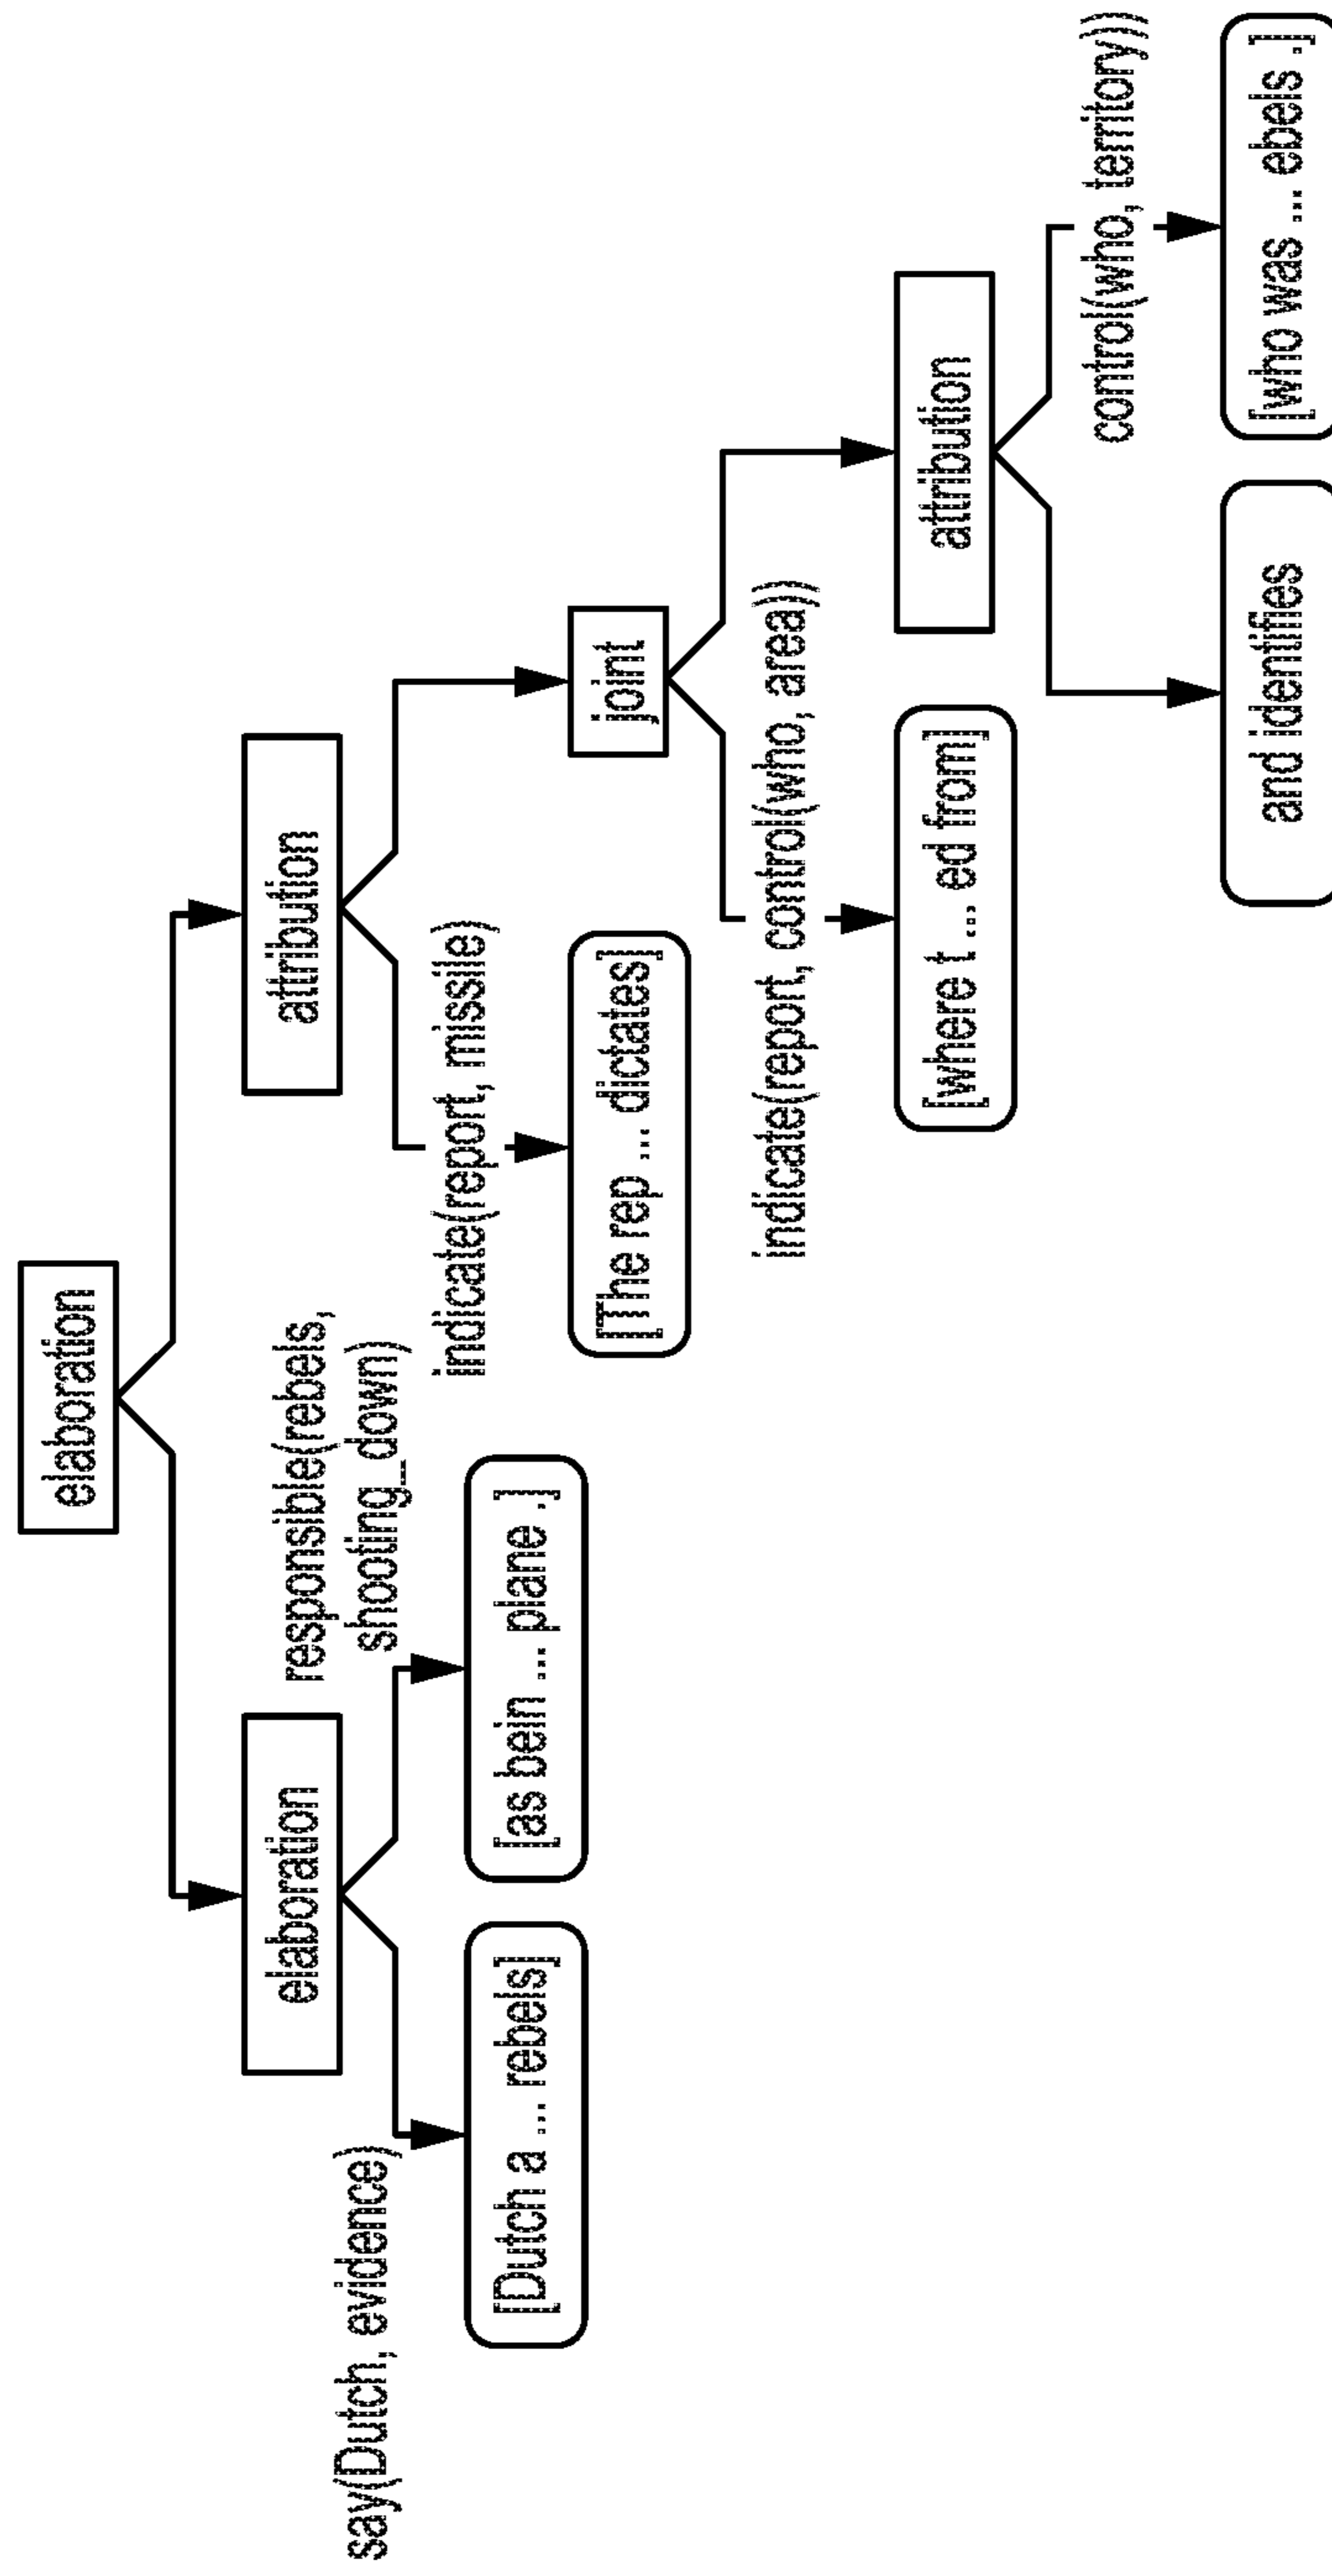 elaboration
elaboration
attribution
say(Dutch, evidence)
responsible(rebels,
shooting_down)
[Dutch a ... rebels]
[as bein ... plane .]
indicate(report, missile)
[The rep ... dictates]
joint
indicate(report, control(who, area))
[where t ... ed from]
attribution
control(who, territory))
and identifies
[who was ... ebels .]